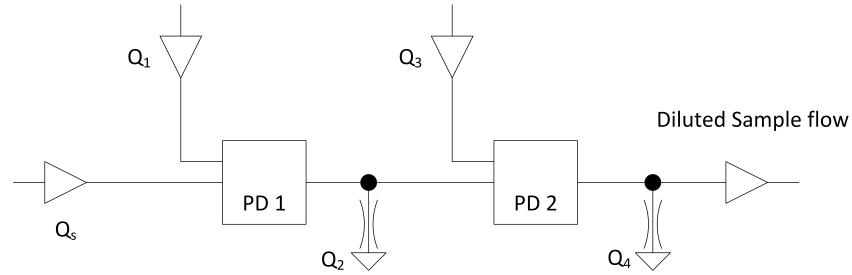 Q₁
Q₃
Diluted Sample flow
PD 1
PD 2
Qₛ
Q₂
Q₄